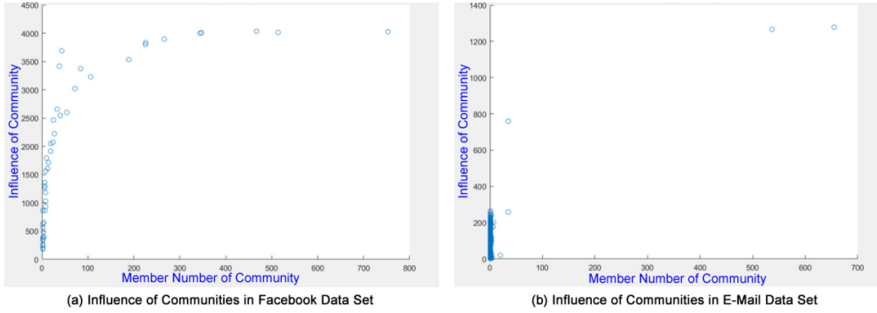 4500
4000
3500
3000
2500
2000
1500
1000
500
0
Influence of Community
0 100 200 300 400 500 600 700 800
Member Number of Community
(a) Influence of Communities in Facebook Data Set
1400
1200
1000
800
600
400
200
0
Influence of Community
0 100 200 300 400 500 600 700
Member Number of Community
(b) Influence of Communities in E-Mail Data Set